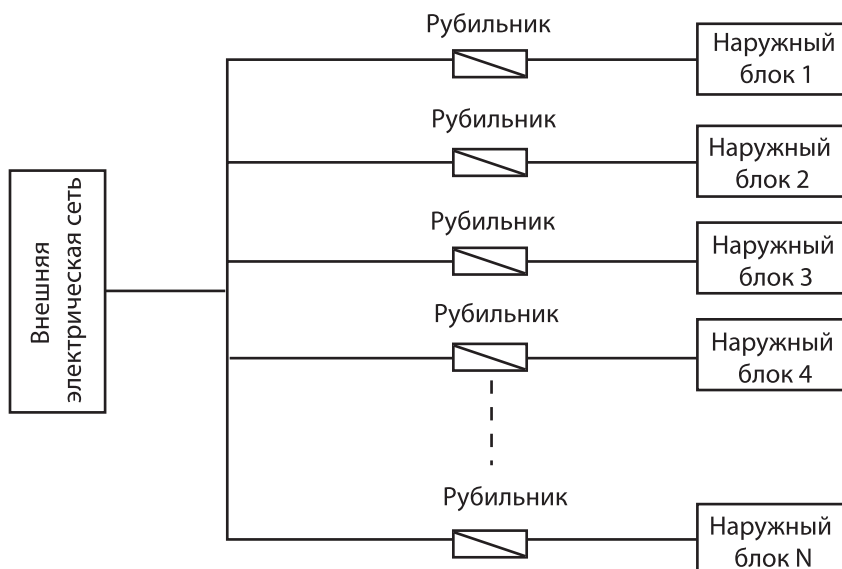 Рубильник
Наружный
блок 1
Рубильник
Наружный
блок 2
Внешняя
электрическая сеть
Рубильник
Наружный
блок 3
Рубильник
Наружный
блок 4
Рубильник
Наружный
блок N